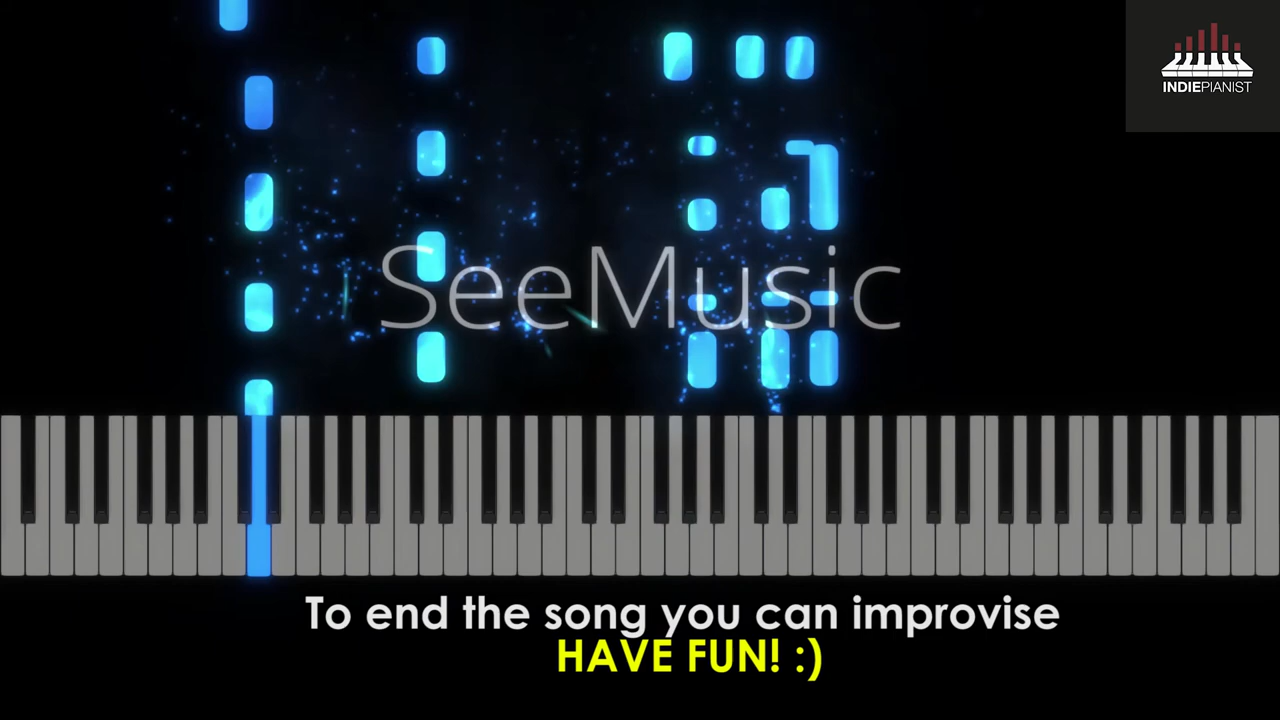 INDIEPIANIST
SeeMusic
To end the song you can improvise
HAVE FUN! :)